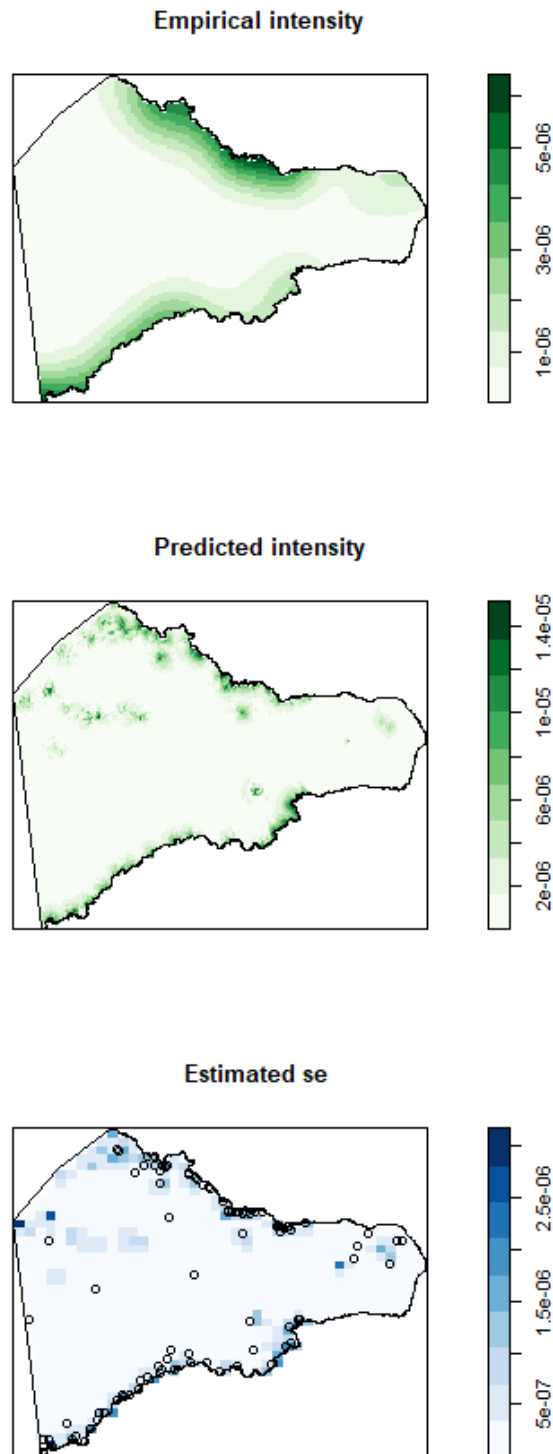 Empirical intensity
5e-06
3e-06
1e-06
Predicted intensity
1.4e-05
1e-05
6e-06
2e-06
Estimated se
2.5e-06
1.5e-06
5e-07